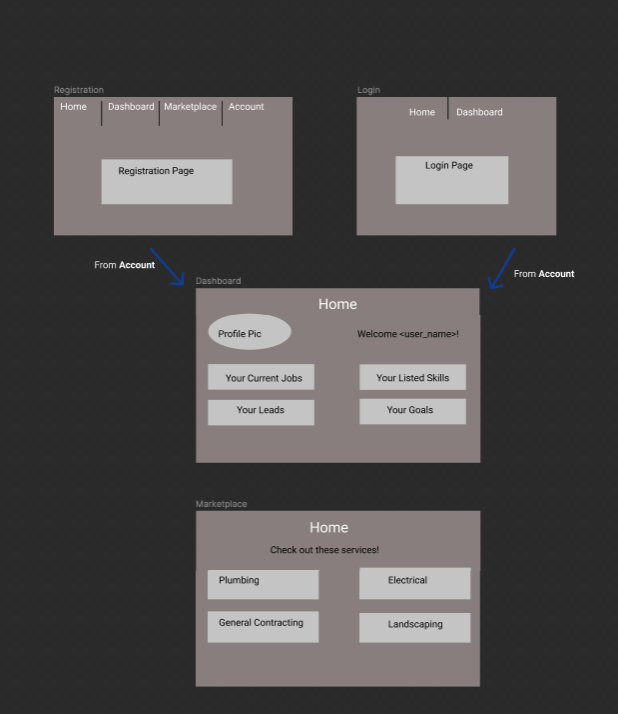 Registration
Home Dashboard Marketplace Account
Registration Page
Login
Home Dashboard
Login Page
From Account
From Account
Dashboard
Home
Profile Pic
Welcome <user_name>!
Your Current Jobs
Your Listed Skills
Your Leads
Your Goals
Marketplace
Home
Check out these services!
Plumbing
Electrical
General Contracting
Landscaping